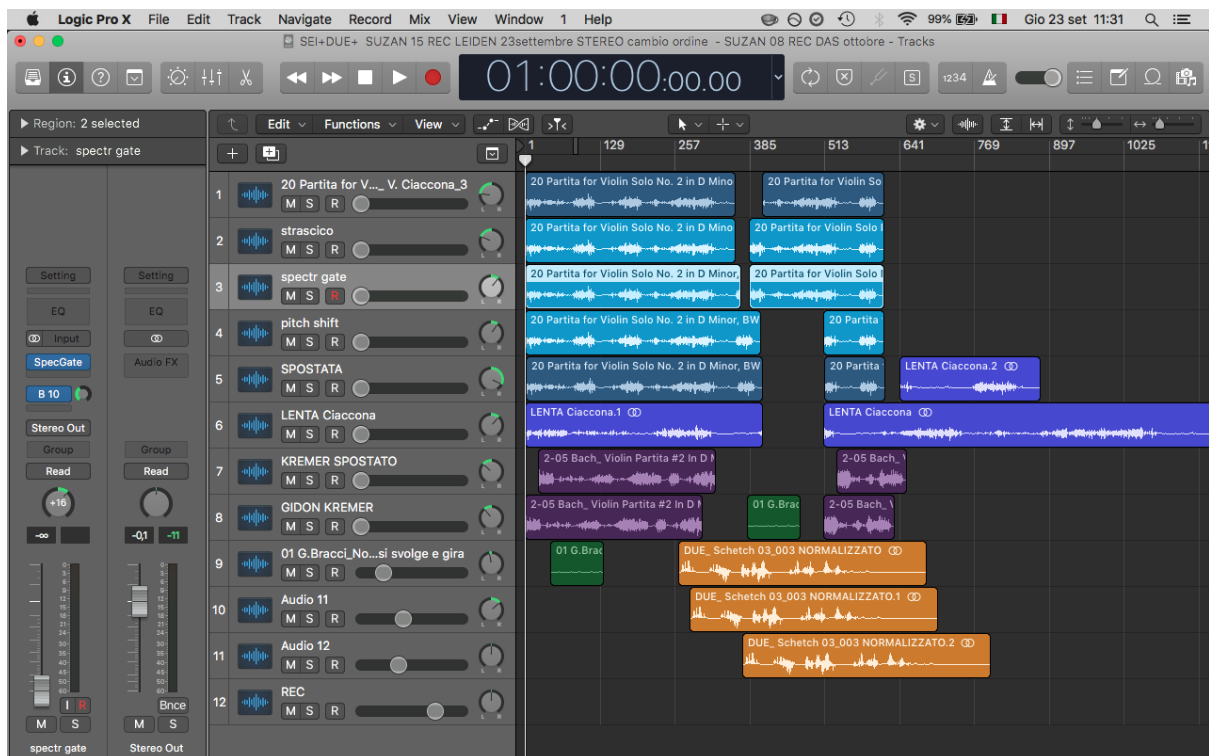 Logic Pro X File Edit Track Navigate Record Mix View Window 1 Help 99% Gio 23 set 11:31
SEI+DUE+ SUZAN 15 REC LEIDEN 23settembre STEREO cambio ordine - SUZAN 08 REC DAS ottobre - Tracks
01:00:00:00.00
S 1234
Region: 2 selected
Edit Functions View
Track: spectr gate
1 129 257 385 513 641 769 897 1025
1 20 Partita for V..._ V. Ciaccona_3
M S R L R
20 Partita for Violin Solo No. 2 in D Mino 20 Partita for Violin So
2 strascico
M S R L R
20 Partita for Violin Solo No. 2 in D Mino 20 Partita for Violin Solo
3 spectr gate
M S R L R
20 Partita for Violin Solo No. 2 in D Minor, 20 Partita for Violin Solo
4 pitch shift
M S R L R
20 Partita for Violin Solo No. 2 in D Minor, BW 20 Partita
5 SPOSTATA
M S R L R
20 Partita for Violin Solo No. 2 in D Minor, BW 20 Partita LENTA Ciaccona.2
6 LENTA Ciaccona
M S R L R
LENTA Ciaccona.1 LENTA Ciaccona
7 KREMER SPOSTATO
M S R L R
2-05 Bach_ Violin Partita #2 In D 2-05 Bach_
8 GIDON KREMER
M S R L R
2-05 Bach_ Violin Partita #2 In D 01 G.Brac 2-05 Bach_
9 01 G.Bracci_No...si svolge e gira
M S R L R
01 G.Brac DUE_ Schetch 03_003 NORMALIZZATO
10 Audio 11
M S R L R
DUE_ Schetch 03_003 NORMALIZZATO.1
11 Audio 12
M S R L R
DUE_ Schetch 03_003 NORMALIZZATO.2
12 REC
M S R L R
Setting Setting
EQ EQ
Input
SpecGate Audio FX
B 10
Stereo Out
Group Group
Read Read
+16
-∞ -0,1 -11
I R Bnce
M S M S
spectr gate Stereo Out